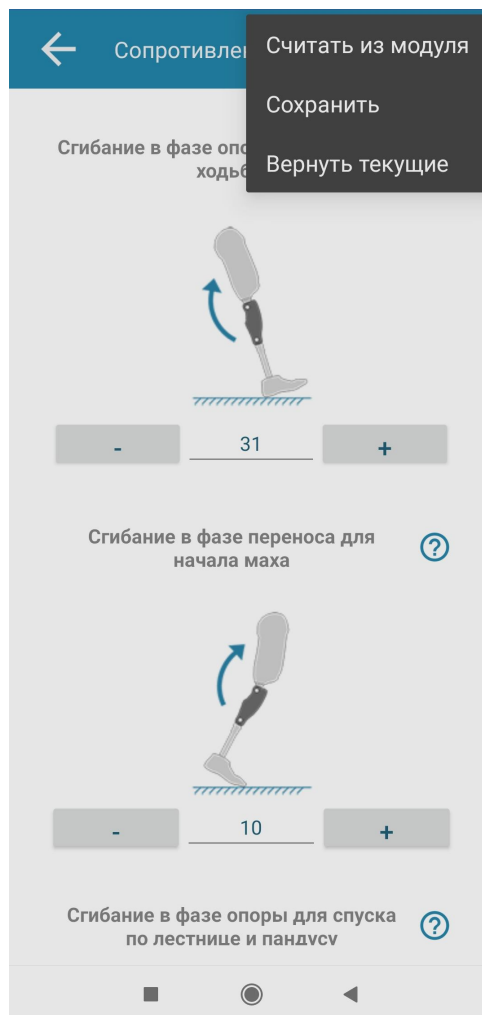 Сопротивле
Считать из модуля
Сохранить
Вернуть текущие
Сгибание в фазе опо
ходьб
-
31
+
Сгибание в фазе переноса для
начала маха
?
-
10
+
Сгибание в фазе опоры для спуска
по лестнице и пандусу
?